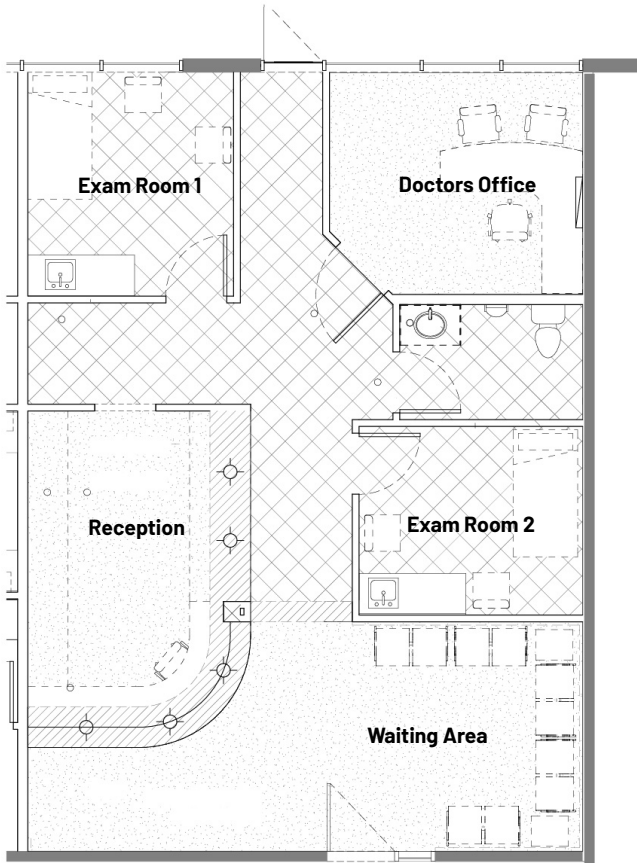 Exam Room 1
Doctors Office
Reception
Exam Room 2
Waiting Area